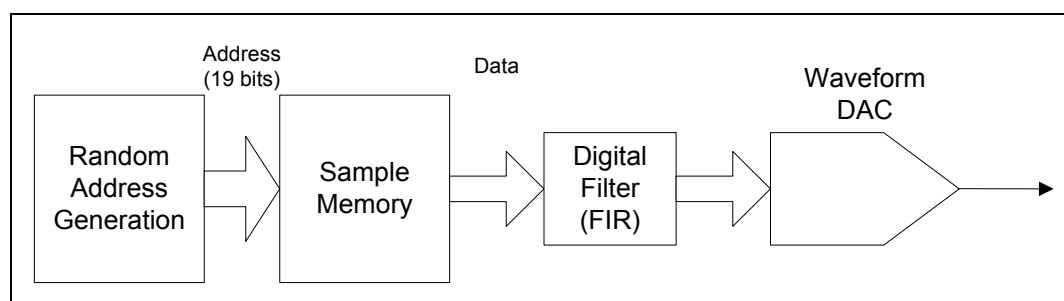 Address
(19 bits)
Data
Waveform
DAC
Random
Address
Generation
Sample
Memory
Digital
Filter
(FIR)